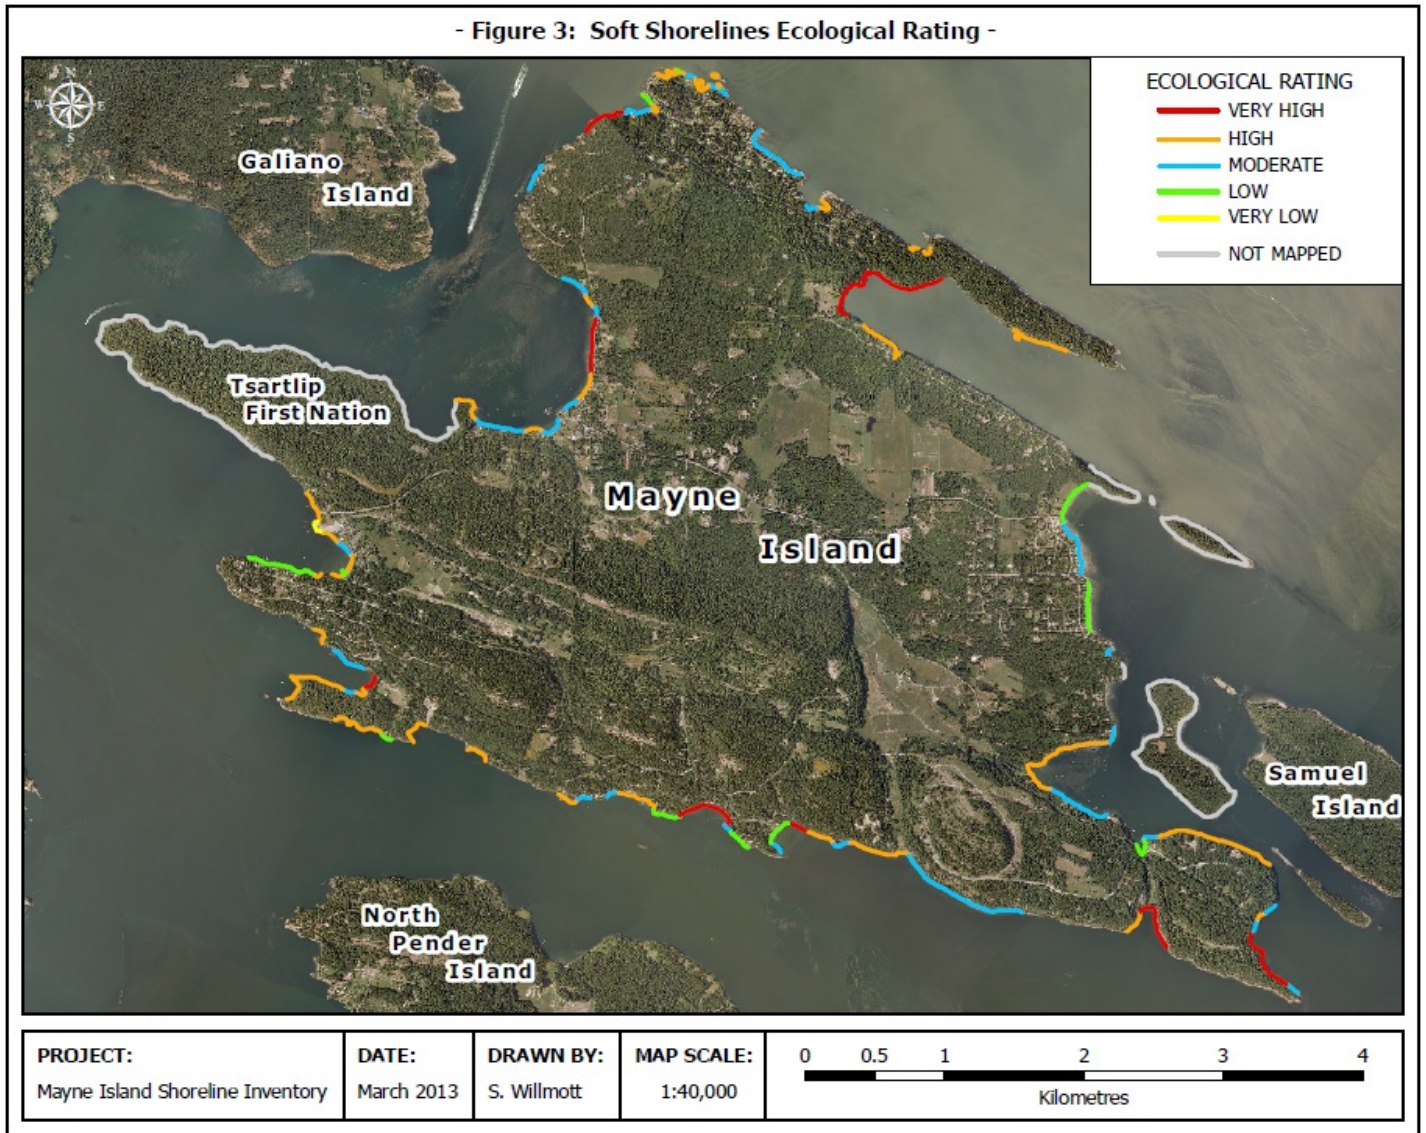 - Figure 3: Soft Shorelines Ecological Rating -
N
W
E
S
ECOLOGICAL RATING
VERY HIGH
HIGH
MODERATE
LOW
VERY LOW
NOT MAPPED
Galiano
Island
Tsartlip
First Nation
Mayne
Island
Samuel
Island
North
Pender
Island
PROJECT:
Mayne Island Shoreline Inventory
DATE:
March 2013
DRAWN BY:
S. Willmott
MAP SCALE:
1:40,000
0 0.5 1 2 3 4
Kilometres